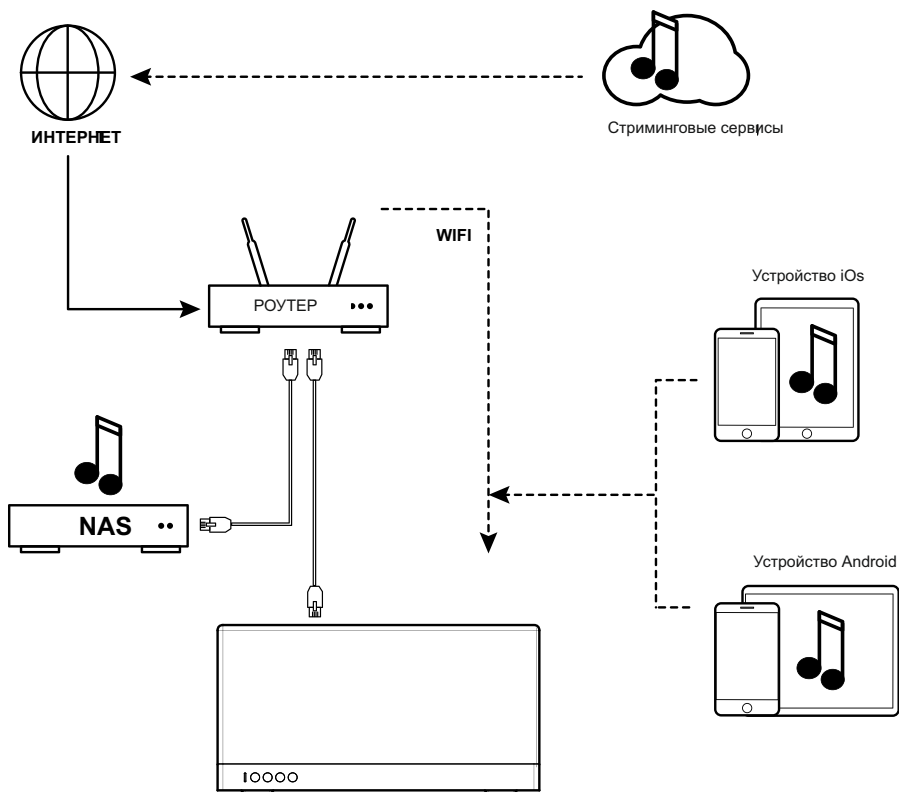 ИНТЕРНЕТ
Стриминговые сервисы
WIFI
Устройство iOs
РОУТЕР
NAS
Устройство Android